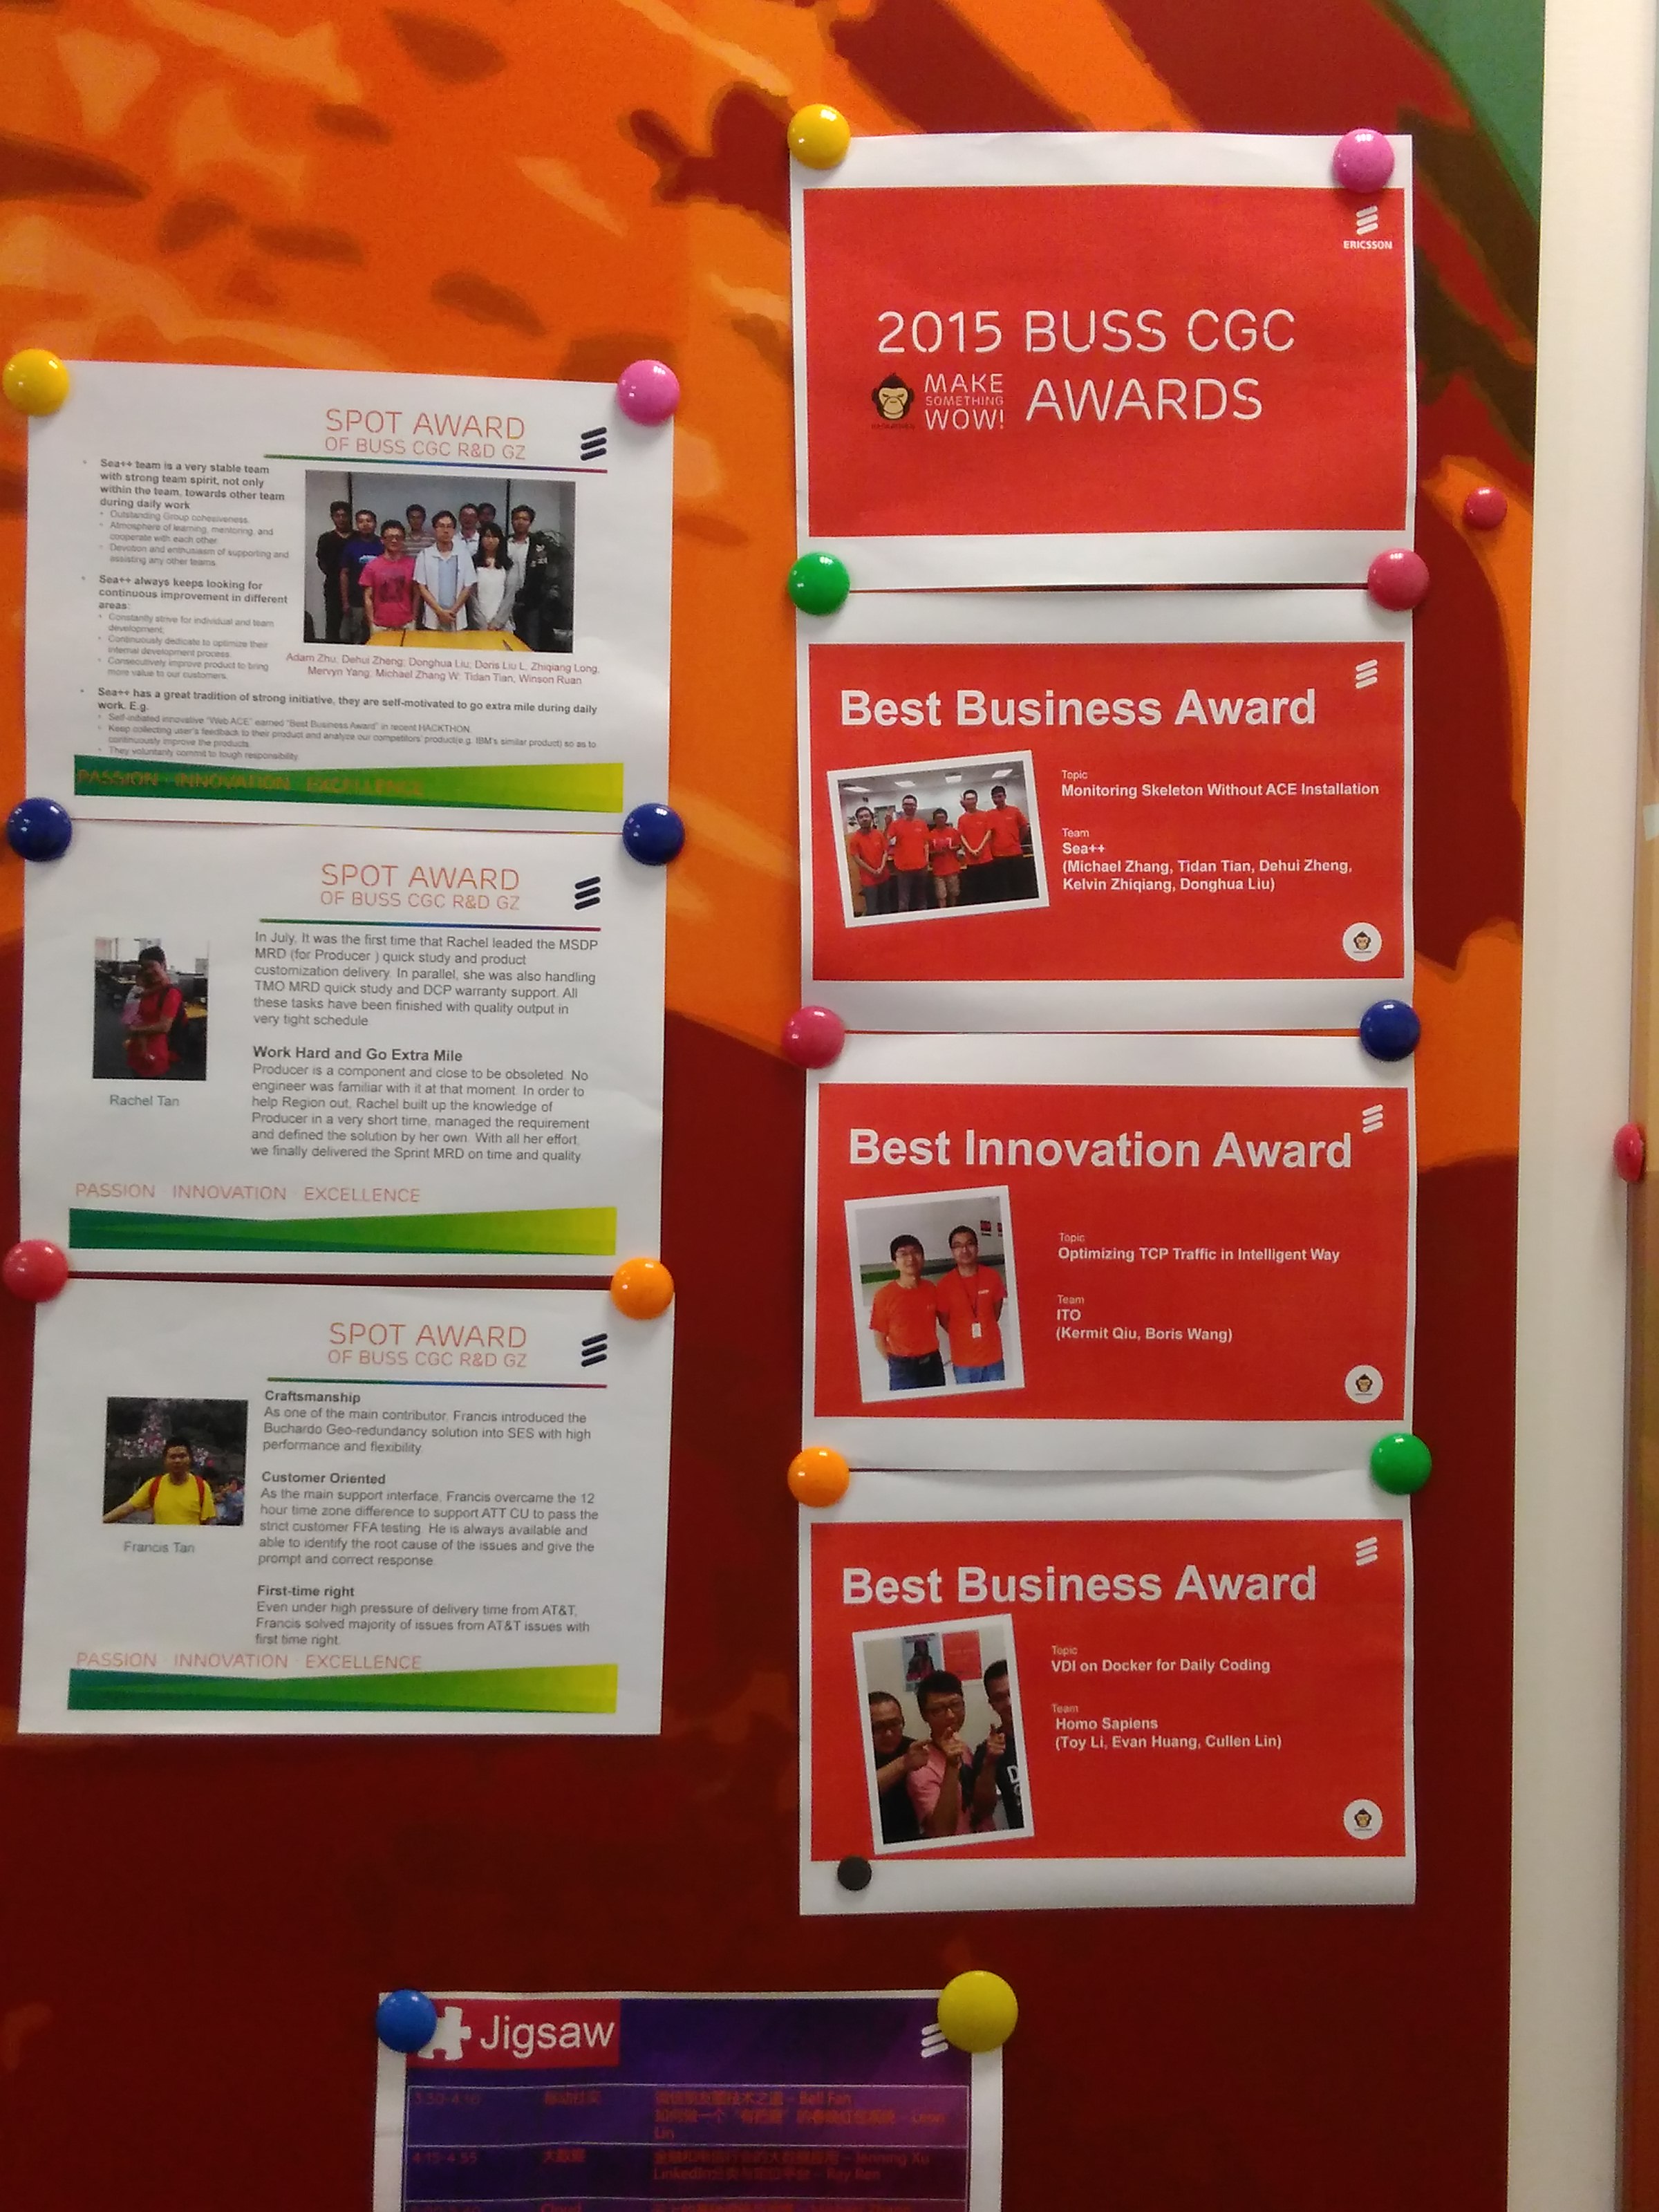 SPOT AWARD
OF BUSS CGC R&D GZ
Sea++ team is a very stable team
with strong team spirit, not only
within the team, towards other team
during daily work
Outstanding Group cohesiveness.
Atmosphere of learning, mentoring, and
cooperate with each other.
Devotion and enthusiasm of supporting and
assisting any other teams.
Sea++ always keeps looking for
continuous improvement in different
areas:
Constantly strive for individual and team
development;
Continuously dedicate to optimize their
internal development process.
Consecutively improve product to bring
more value to our customers.
Adam Zhu, Dehui Zheng; Donghua Liu; Doris Liu L, Zhiqiang Long,
Mervyn Yang; Michael Zhang W; Tidan Tian, Winson Ruan
Sea++ has a great tradition of strong initiative, they are self-motivated to go extra mile during daily
work. E.g.
Self-initiated innovative "Web ACE" earned "Best Business Award" in recent HACKTHON.
Keep collecting user's feedback to their product and analyze our competitors' product(e.g. IBM's similar product) so as to
continuously improve the products.
They voluntarily commit to tough responsibility.
PASSION · INNOVATION · EXCELLENCE
SPOT AWARD
OF BUSS CGC R&D GZ
In July, It was the first time that Rachel leaded the MSDP
MRD (for Producer ) quick study and product
customization delivery. In parallel, she was also handling
TMO MRD quick study and DCP warranty support. All
these tasks have been finished with quality output in
very tight schedule
Work Hard and Go Extra Mile
Producer is a component and close to be obsoleted. No
engineer was familiar with it at that moment. In order to
help Region out, Rachel built up the knowledge of
Producer in a very short time, managed the requirement
and defined the solution by her own. With all her effort,
we finally delivered the Sprint MRD on time and quality.
Rachel Tan
PASSION · INNOVATION · EXCELLENCE
SPOT AWARD
OF BUSS CGC R&D GZ
Craftsmanship
As one of the main contributor, Francis introduced the
Buchardo Geo-redundancy solution into SES with high
performance and flexibility.
Customer Oriented
As the main support interface, Francis overcame the 12
hour time zone difference to support ATT CU to pass the
strict customer FFA testing. He is always available and
able to identify the root cause of the issues and give the
prompt and correct response.
First-time right
Even under high pressure of delivery time from AT&T,
Francis solved majority of issues from AT&T issues with
first time right.
Francis Tan
PASSION · INNOVATION · EXCELLENCE
ERICSSON
2015 BUSS CGC
MAKE
SOMETHING
WOW!
AWARDS
Best Business Award
Topic
Monitoring Skeleton Without ACE Installation
Team
Sea++
(Michael Zhang, Tidan Tian, Dehui Zheng,
Kelvin Zhiqiang, Donghua Liu)
Best Innovation Award
Topic
Optimizing TCP Traffic in Intelligent Way
Team
ITO
(Kermit Qiu, Boris Wang)
Best Business Award
Topic
VDI on Docker for Daily Coding
Team
Homo Sapiens
(Toy Li, Evan Huang, Cullen Lin)
Jigsaw
3:30-4:10
Bell Fan
Lin
4:15-4:55 大数据
Ray Ren
Cloud